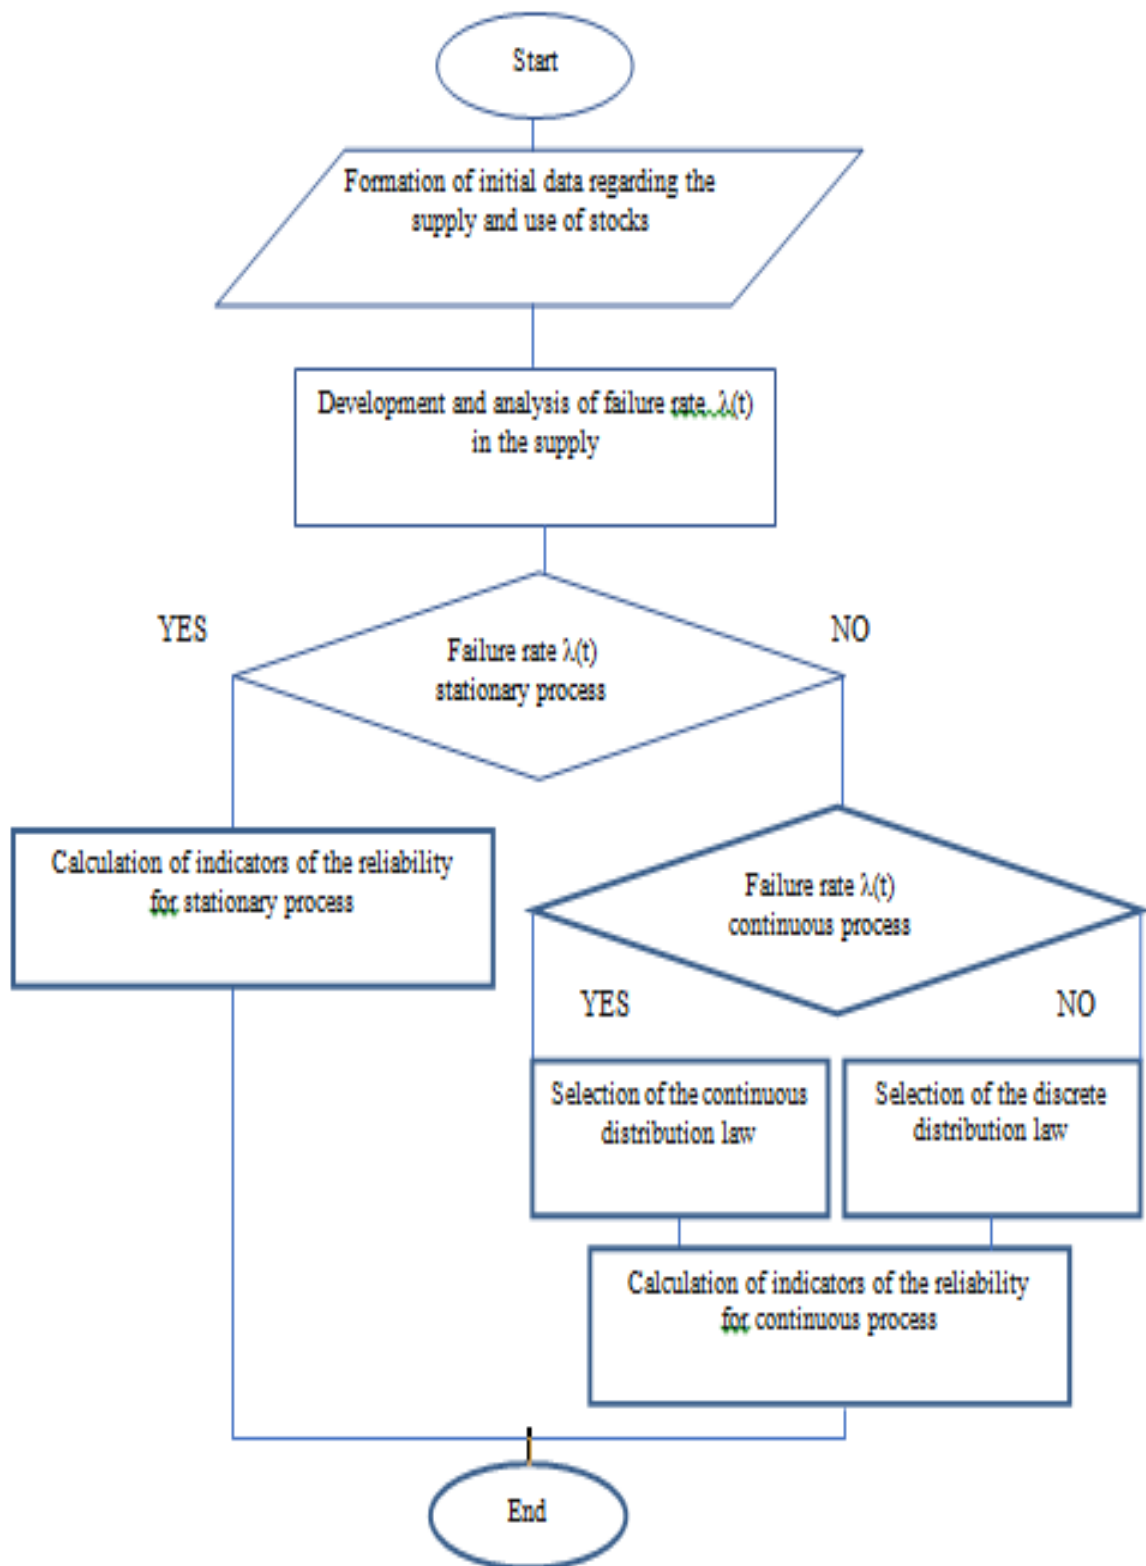 Start
Formation of initial data regarding the
supply and use of stocks
Development and analysis of failure rate. λ(t)
in the supply
YES
NO
Failure rate λ(t)
stationary process
Calculation of indicators of the reliability
for stationary process
Failure rate λ(t)
continuous process
YES
NO
Selection of the continuous
distribution law
Selection of the discrete
distribution law
Calculation of indicators of the reliability
for continuous process
End